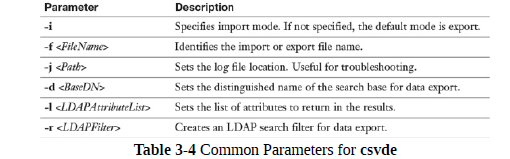 Parameter Description
-i Specifies import mode. If not specified, the default mode is export.
-f <FileName> Identifies the import or export file name.
-j <Path> Sets the log file location. Useful for troubleshooting.
-d <BaseDN> Sets the distinguished name of the search base for data export.
-l <LDAPAttributeList> Sets the list of attributes to return in the results.
-r <LDAPFilter> Creates an LDAP search filter for data export.
Table 3-4 Common Parameters for csvde